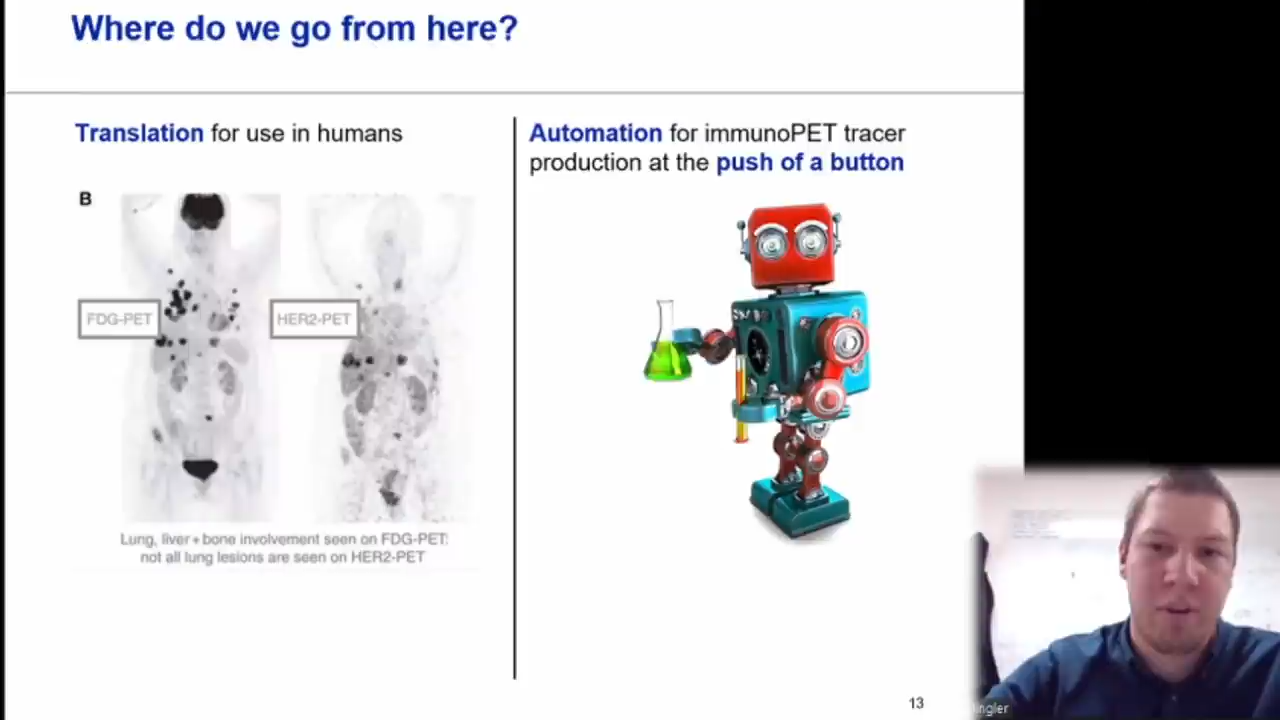 Where do we go from here?
Translation for use in humans
Automation for immunoPET tracer
production at the push of a button
B
FDG-PET
HER2-PET
Lung, liver + bone involvement seen on FDG-PET:
not all lung lesions are seen on HER2-PET
13